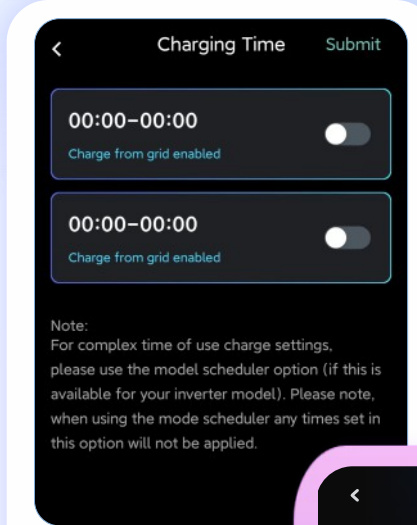 Charging Time Submit
00:00–00:00
Charge from grid enabled
00:00–00:00
Charge from grid enabled
Note:
For complex time of use charge settings,
please use the model scheduler option (if this is
available for your inverter model). Please note,
when using the mode scheduler any times set in
this option will not be applied.